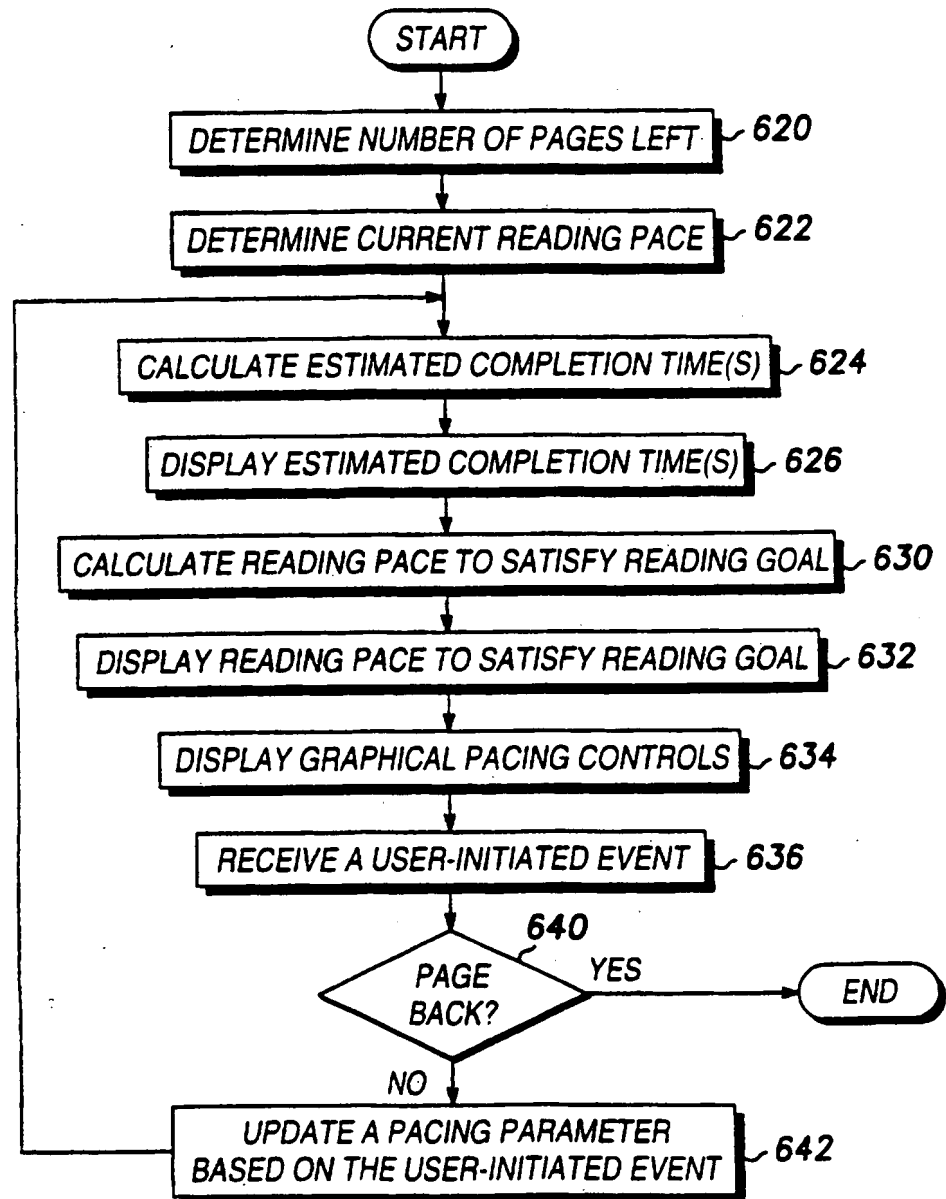 START
DETERMINE NUMBER OF PAGES LEFT 620
DETERMINE CURRENT READING PACE 622
CALCULATE ESTIMATED COMPLETION TIME(S) 624
DISPLAY ESTIMATED COMPLETION TIME(S) 626
CALCULATE READING PACE TO SATISFY READING GOAL 630
DISPLAY READING PACE TO SATISFY READING GOAL 632
DISPLAY GRAPHICAL PACING CONTROLS 634
RECEIVE A USER-INITIATED EVENT 636
640
PAGE
BACK?
YES
END
NO
UPDATE A PACING PARAMETER
BASED ON THE USER-INITIATED EVENT 642